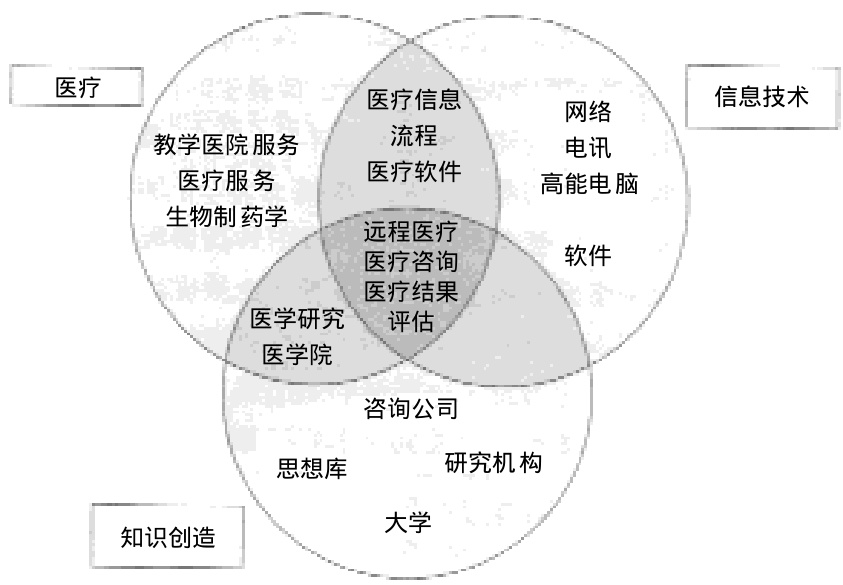 医疗
信息技术
教学医院服务
医疗服务
生物制药学
医疗信息
流程
医疗软件
网络
电讯
高能电脑
软件
远程医疗
医疗咨询
医疗结果
评估
医学研究
医学院
咨询公司
思想库
研究机构
大学
知识创造